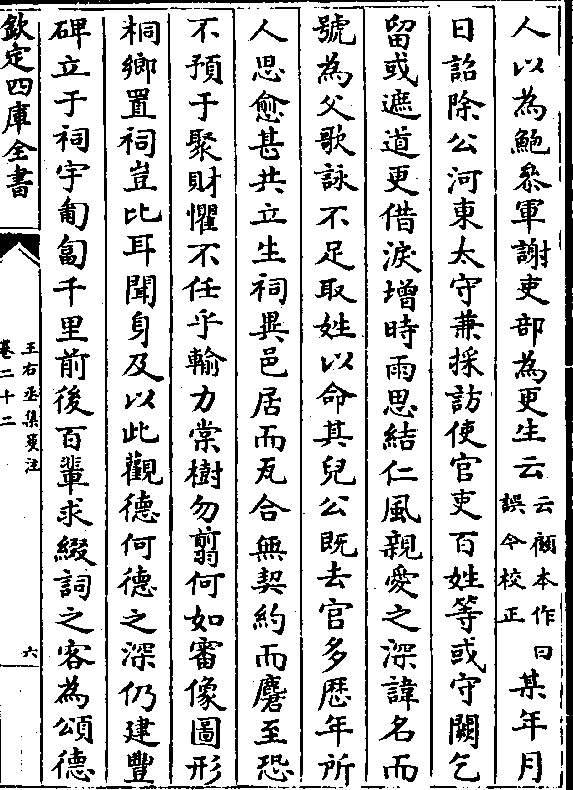 人以為鮑參軍謝吏部為更生云云顧本作曰誤今校正某年月
日詔除公河東太守兼採訪使官吏百姓等或守闕乞
留或遮道更借淚增時雨思結仁風親愛之深諱名而
號為父歌詠不足取姓以命其兒公既去官多歴年所
人思愈甚共立生祠異邑居而瓦合無契約而麕至恐
不預于聚財懼不任乎輸力棠樹勿翦何如審像圖形
桐鄉置祠豈比耳聞身及以此觀德何德之深仍建豐
碑立于祠宇匍匐千里前後百輩求綴詞之客為頌德
欽定四庫全書
王右丞集箋注
卷二十二
六